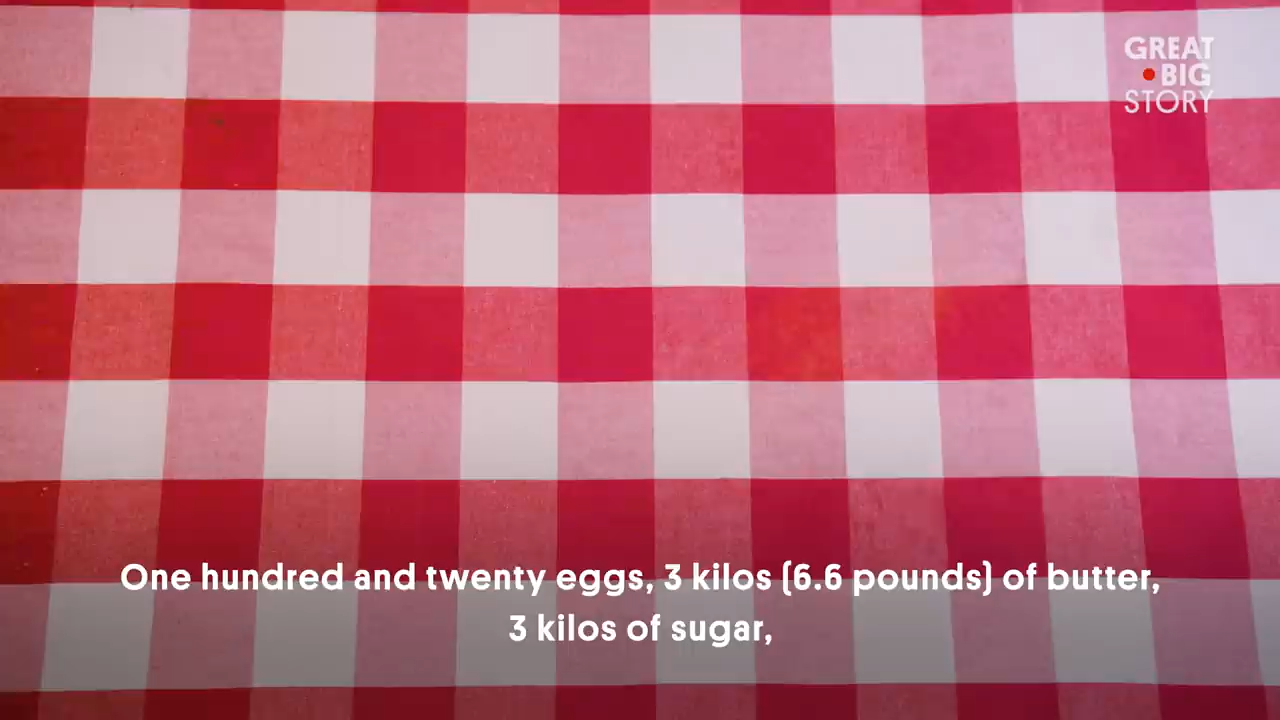 GREAT
BIG
STORY
One hundred and twenty eggs, 3 kilos (6.6 pounds) of butter,
3 kilos of sugar,